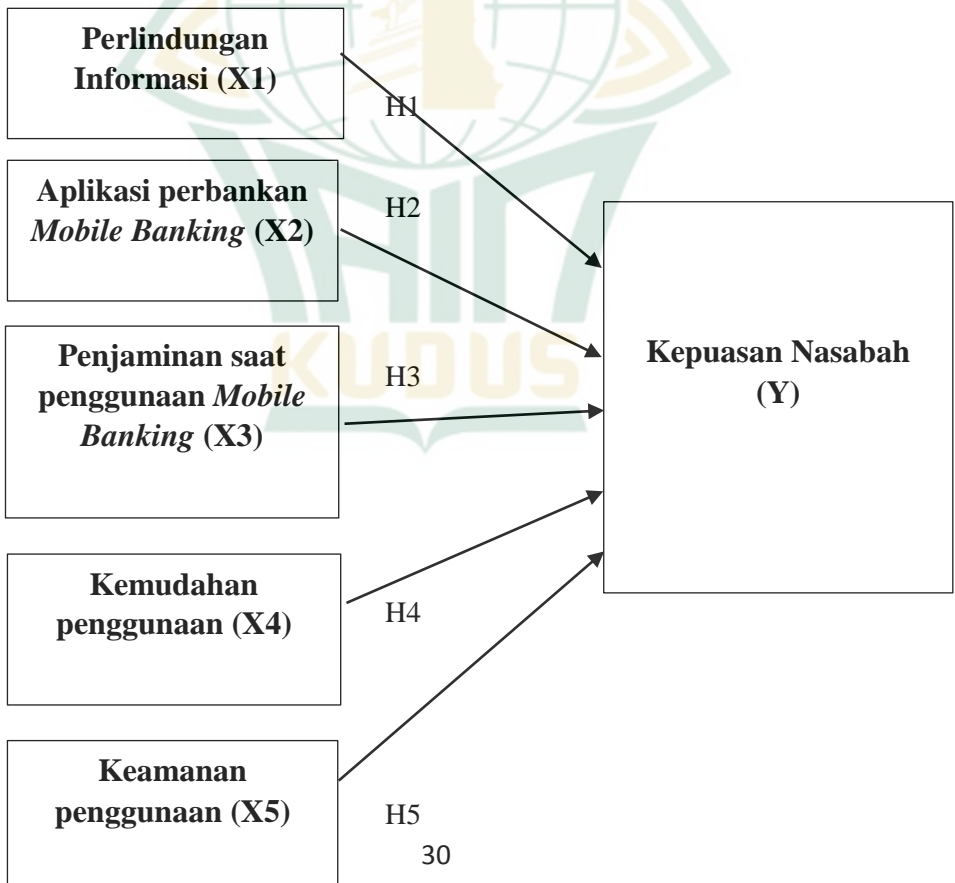 Perlindungan
Informasi (X1)
H1
Aplikasi perbankan
Mobile Banking (X2)
H2
Penjaminan saat
penggunaan Mobile
Banking (X3)
H3
Kepuasan Nasabah
(Y)
Kemudahan
penggunaan (X4)
H4
Keamanan
penggunaan (X5)
H5
30
KUDUS